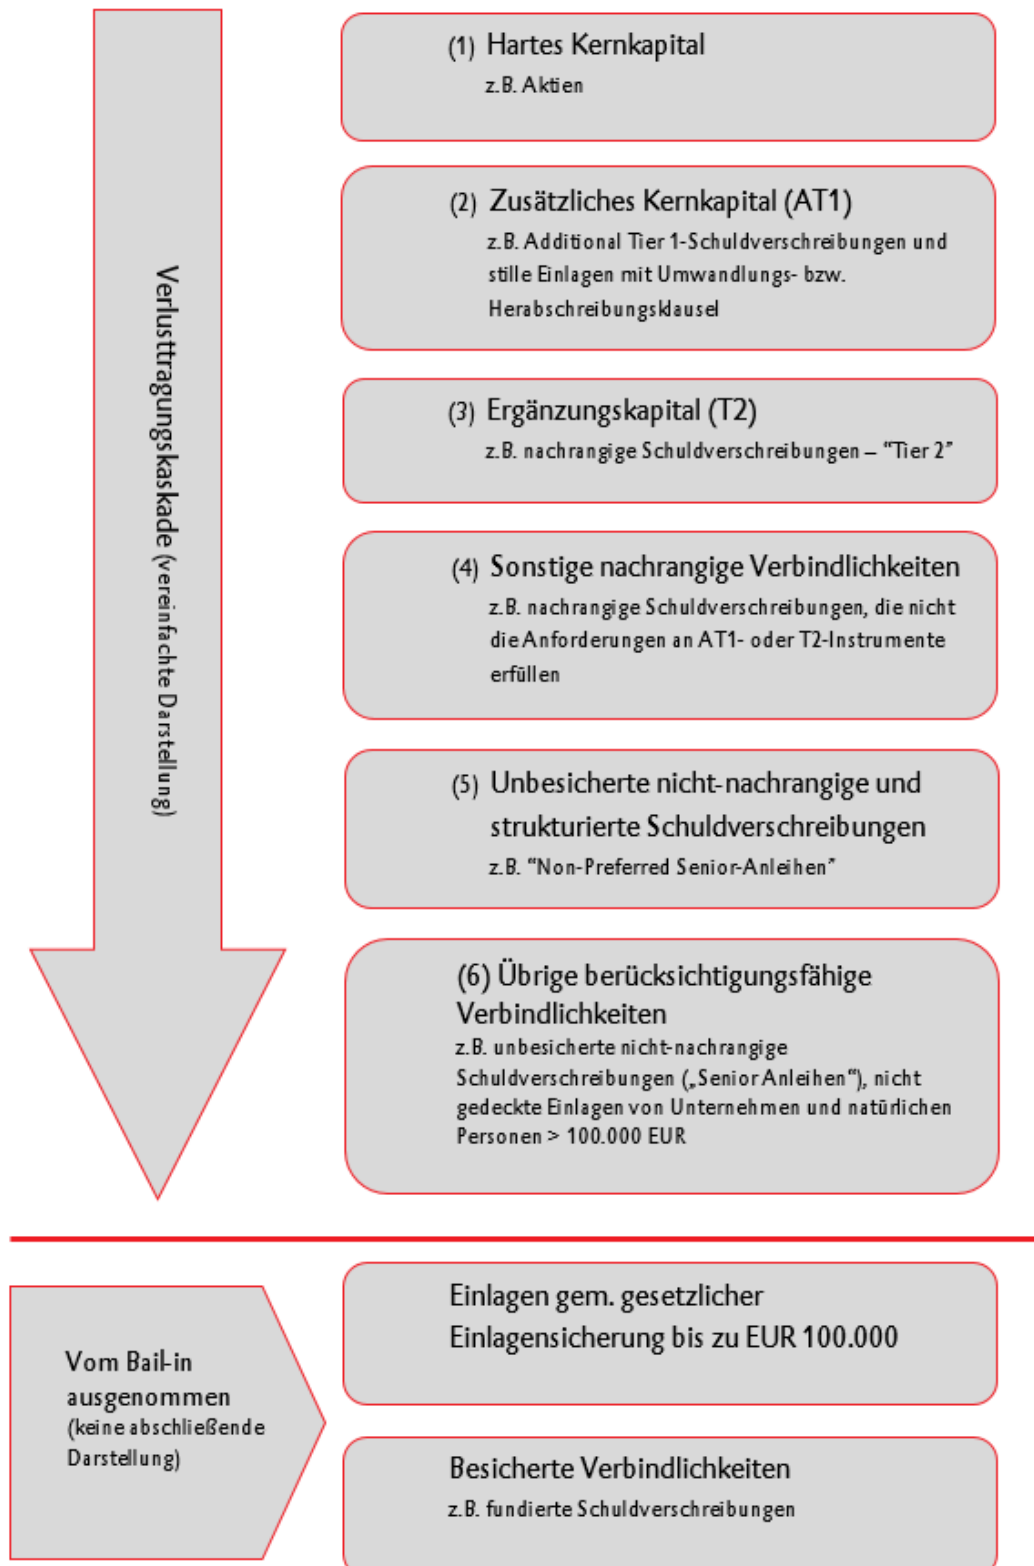 Verlusttragungskaskade (vereinfachte Darstellung)
(1) Hartes Kernkapital
z.B. Aktien
(2) Zusätzliches Kernkapital (AT1)
z.B. Additional Tier 1-Schuldverschreibungen und
stille Einlagen mit Umwandlungs- bzw.
Herabschreibungsklausel
(3) Ergänzungskapital (T2)
z.B. nachrangige Schuldverschreibungen – "Tier 2"
(4) Sonstige nachrangige Verbindlichkeiten
z.B. nachrangige Schuldverschreibungen, die nicht
die Anforderungen an AT1- oder T2-Instrumente
erfüllen
(5) Unbesicherte nicht-nachrangige und
strukturierte Schuldverschreibungen
z.B. "Non-Preferred Senior-Anleihen"
(6) Übrige berücksichtigungsfähige
Verbindlichkeiten
z.B. unbesicherte nicht-nachrangige
Schuldverschreibungen („Senior Anleihen“), nicht
gedeckte Einlagen von Unternehmen und natürlichen
Personen > 100.000 EUR
Vom Bail-in
ausgenommen
(keine abschließende
Darstellung)
Einlagen gem. gesetzlicher
Einlagensicherung bis zu EUR 100.000
Besicherte Verbindlichkeiten
z.B. fundierte Schuldverschreibungen